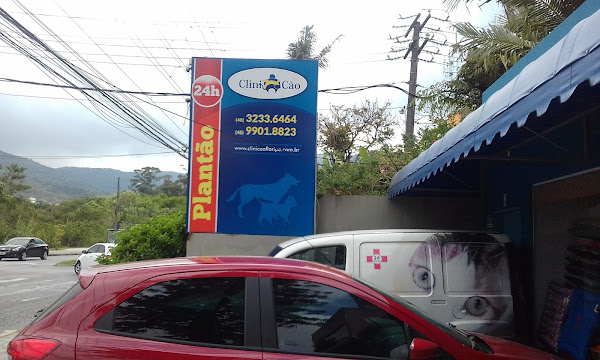 24h
Plantão
Clini Cão
(48) 3233.6464
(48) 9901.8823
www.clinicaofloripa.com.br